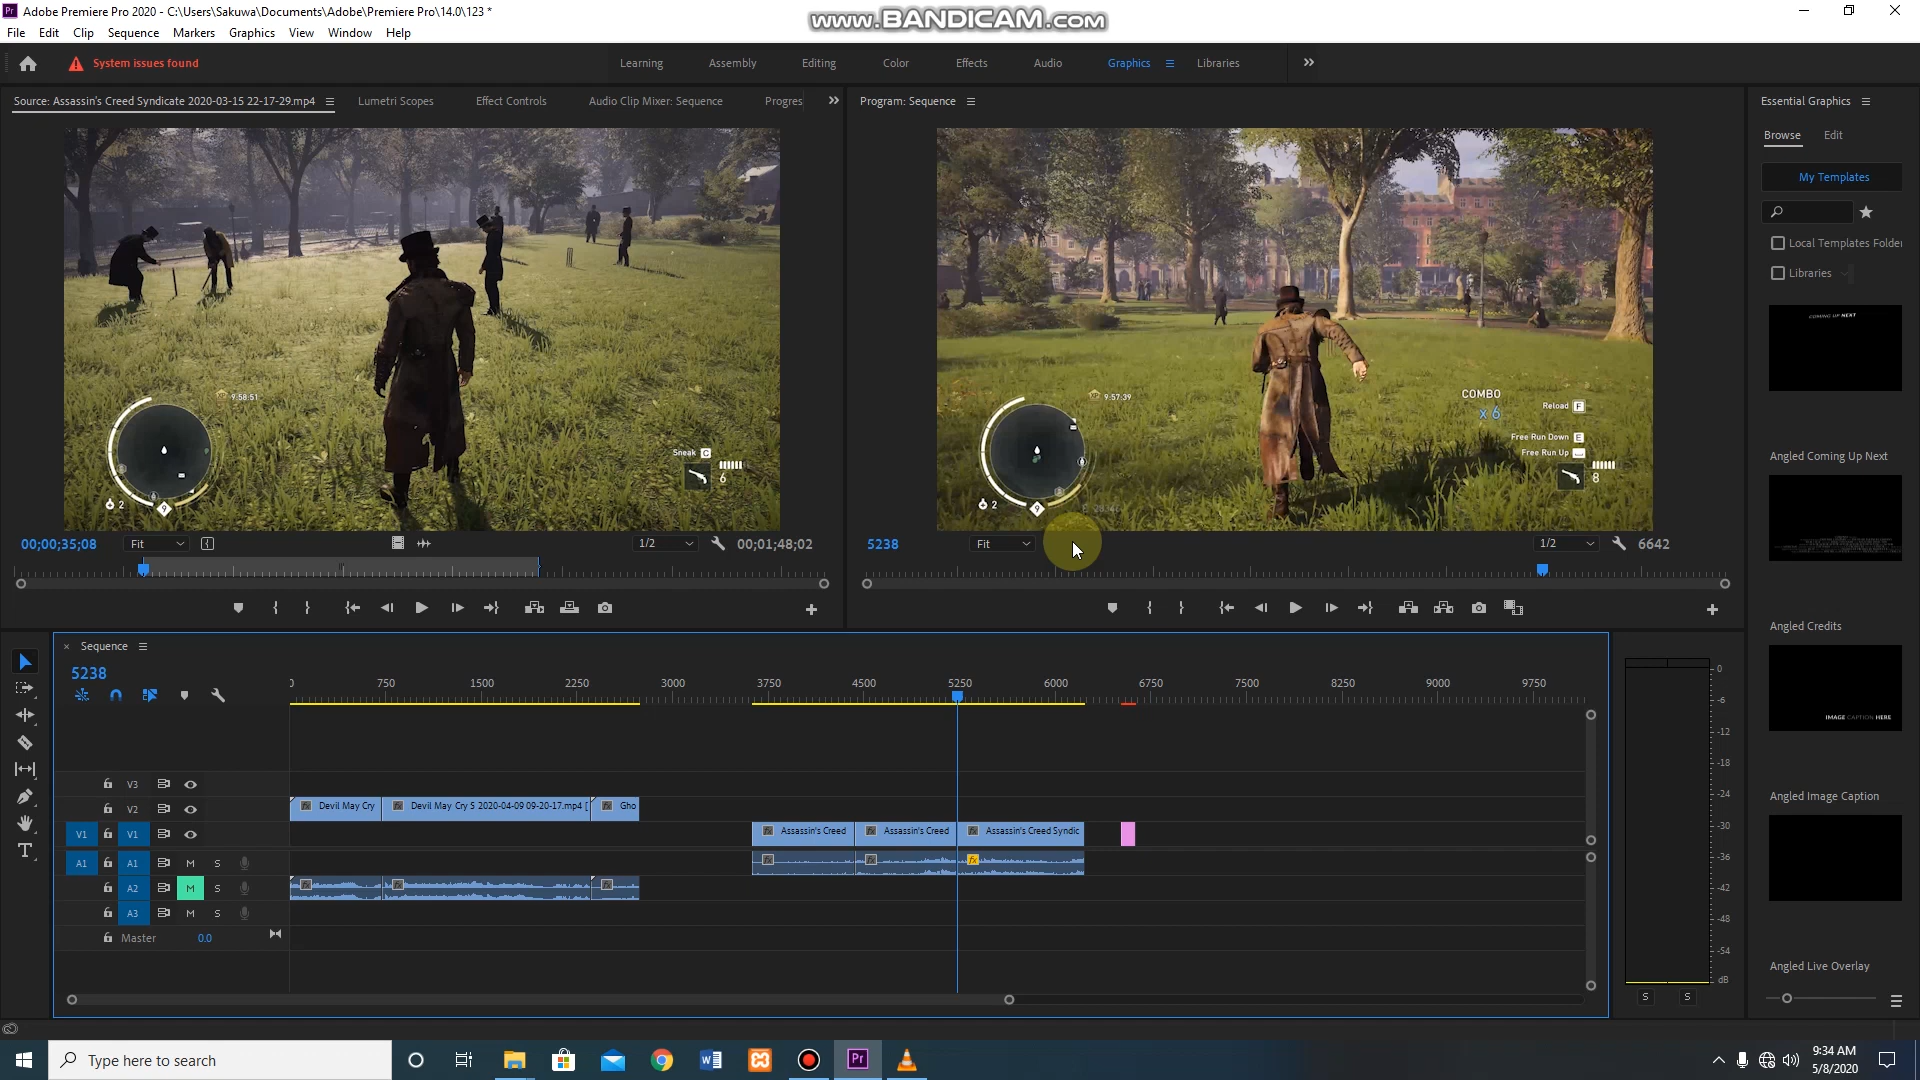 Adobe Premiere Pro 2020 - C:\Users\Sakuwa\Documents\Adobe\Premiere Pro\14.0\123 *
www.BANDICAM.com
File Edit Clip Sequence Markers Graphics View Window Help
System issues found
Learning Assembly Editing Color Effects Audio Graphics Libraries
Source: Assassin's Creed Syndicate 2020-03-15 22-17-29.mp4
Lumetri Scopes
Effect Controls
Audio Clip Mixer: Sequence
Progres
Program: Sequence
Essential Graphics
Browse Edit
My Templates
Local Templates Folder
Libraries
COMING UP NEXT
Angled Coming Up Next
Angled Credits
IMAGE CAPTION HERE
Angled Image Caption
Angled Live Overlay
9:58:51
Sneak C
6
2
9
9:57:39
COMBO
x 6
Reload F
Free Run Down E
Free Run Up
8
2
9
00;00;35;08
Fit
1/2
00;01;48;02
5238
Fit
1/2
6642
Sequence
5238
0 750 1500 2250 3000 3750 4500 5250 6000 6750 7500 8250 9000 9750
V3
V2
Devil May Cry
Devil May Cry S 2020-04-09 09-20-17.mp4 [
Gho
V1 V1
Assassin's Creed
Assassin's Creed
Assassin's Creed Syndic
A1 A1 M S
A2 M S
A3 M S
Master 0.0
0
-6
-12
-18
-24
-30
-36
-42
-48
-54
dB
S S
Type here to search
9:34 AM
5/8/2020